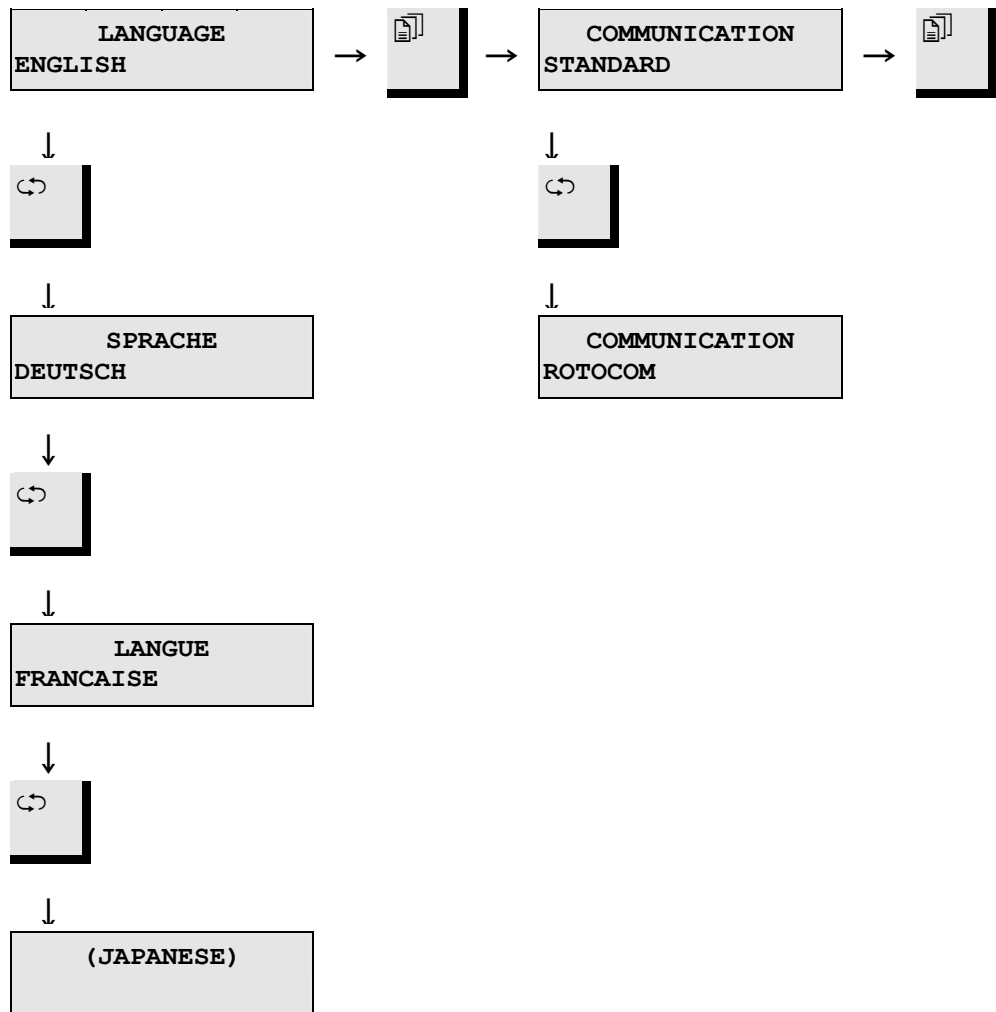 LANGUAGE
ENGLISH
COMMUNICATION
STANDARD
SPRACHE
DEUTSCH
COMMUNICATION
ROTOCOM
LANGUE
FRANCAISE
(JAPANESE)